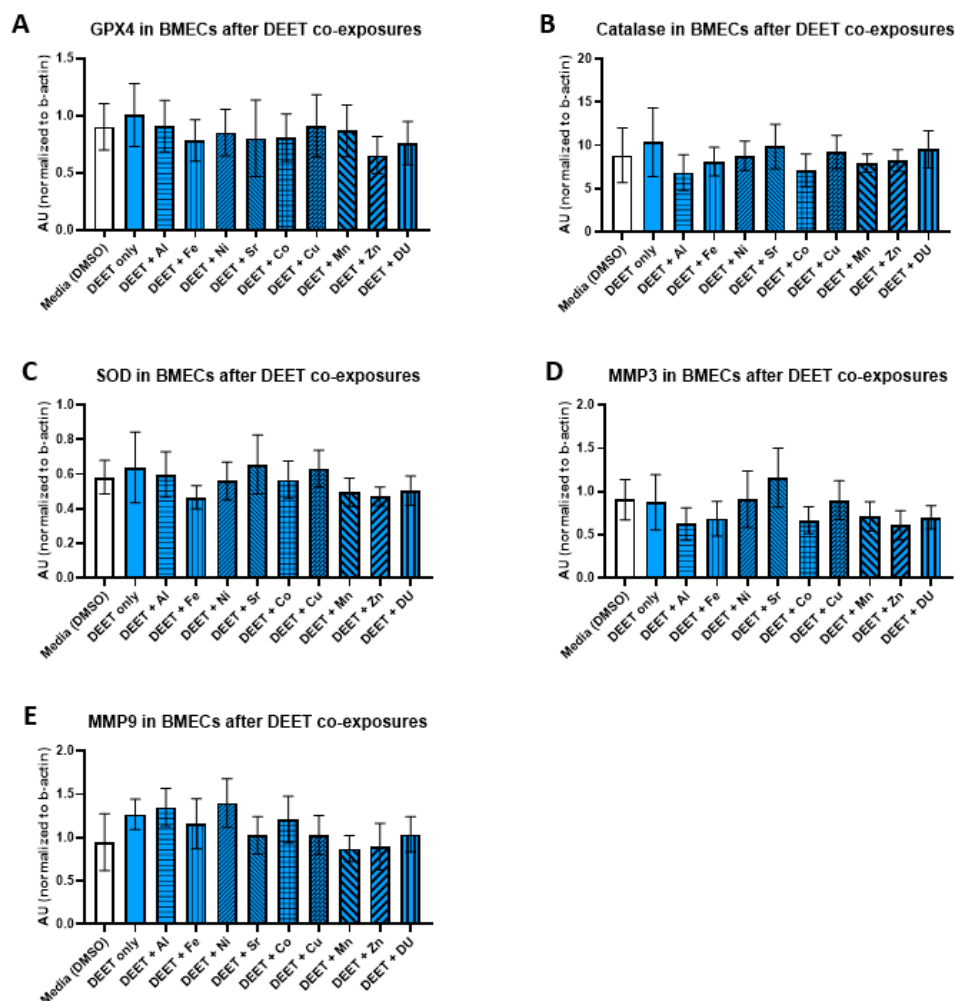 A
GPX4 in BMECs after DEET co-exposures
AU (normalized to b-actin)
1.5
1.0
0.5
0.0
Media (DMSO)
DEET only
DEET + Al
DEET + Fe
DEET + Ni
DEET + Sr
DEET + Co
DEET + Cu
DEET + Mn
DEET + Zn
DEET + DU
B
Catalase in BMECs after DEET co-exposures
AU (normalized to b-actin)
20
15
10
5
0
Media (DMSO)
DEET only
DEET + Al
DEET + Fe
DEET + Ni
DEET + Sr
DEET + Co
DEET + Cu
DEET + Mn
DEET + Zn
DEET + DU
C
SOD in BMECs after DEET co-exposures
AU (normalized to b-actin)
1.0
0.8
0.6
0.4
0.2
0.0
Media (DMSO)
DEET only
DEET + Al
DEET + Fe
DEET + Ni
DEET + Sr
DEET + Co
DEET + Cu
DEET + Mn
DEET + Zn
DEET + DU
D
MMP3 in BMECs after DEET co-exposures
AU (normalized to b-actin)
2.0
1.5
1.0
0.5
0.0
Media (DMSO)
DEET only
DEET + Al
DEET + Fe
DEET + Ni
DEET + Sr
DEET + Co
DEET + Cu
DEET + Mn
DEET + Zn
DEET + DU
E
MMP9 in BMECs after DEET co-exposures
AU (normalized to b-actin)
2.0
1.5
1.0
0.5
0.0
Media (DMSO)
DEET only
DEET + Al
DEET + Fe
DEET + Ni
DEET + Sr
DEET + Co
DEET + Cu
DEET + Mn
DEET + Zn
DEET + DU